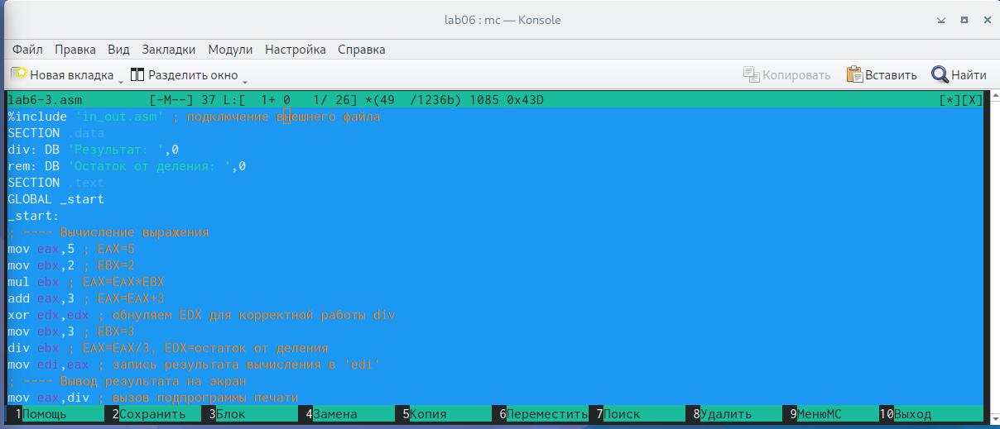 lab06 : mc — Konsole
Файл Правка Вид Закладки Модули Настройка Справка
Новая вкладка Разделить окно Копировать Вставить Найти
lab6-3.asm [-M--] 37 L:[ 1+ 0 1/ 26] *(49 /1236b) 1085 0x43D [*][X]
%include 'in_out.asm' ; подключение внешнего файла
SECTION .data
div: DB 'Результат: ',0
rem: DB 'Остаток от деления: ',0
SECTION .text
GLOBAL _start
_start:
; ---- Вычисление выражения
mov eax,5 ; EAX=5
mov ebx,2 ; EBX=2
mul ebx ; EAX=EAX*EBX
add eax,3 ; EAX=EAX+3
xor edx,edx ; обнуляем EDX для корректной работы div
mov ebx,3 ; EBX=3
div ebx ; EAX=EAX/3, EDX=остаток от деления
mov edi,eax ; запись результата вычисления в 'edi'
; ---- Вывод результата на экран
mov eax,div ; вызов подпрограммы печати
1Помощь 2Сохранить 3Блок 4Замена 5Копия 6Переместить 7Поиск 8Удалить 9МенюМС 10Выход